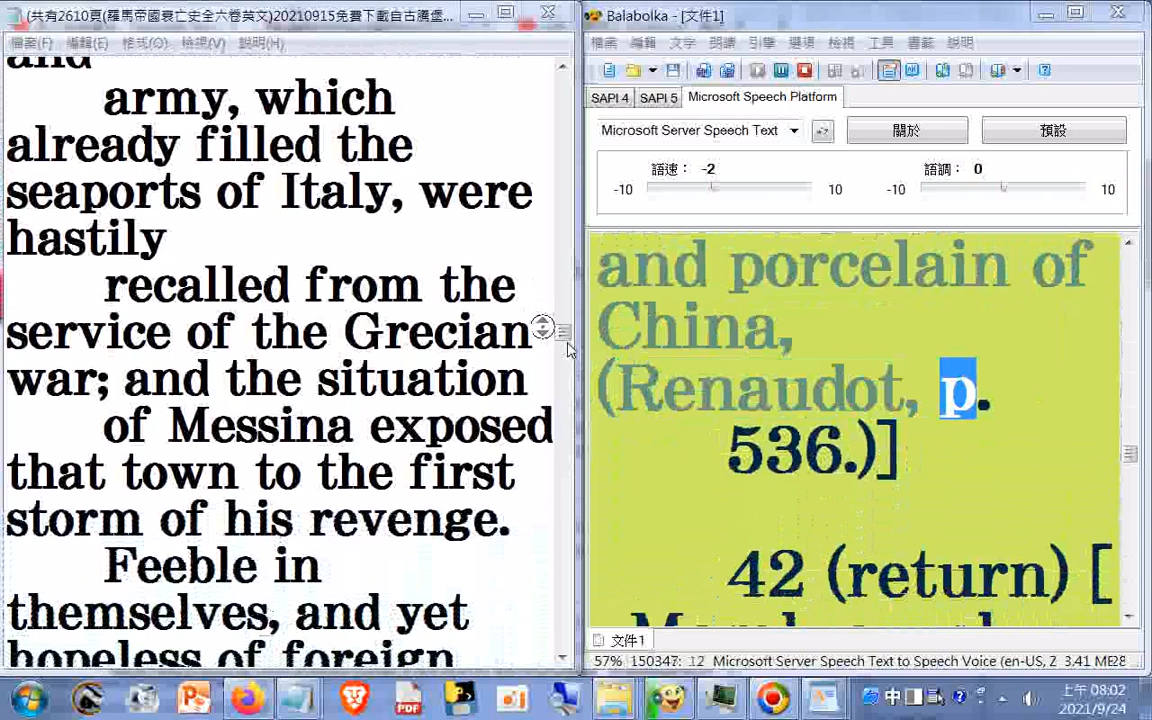 (共有2610頁(羅馬帝國衰亡史全六卷英文)20210915免費下載自古騰堡...
檔案(F) 編輯(E) 格式(O) 檢視(V) 說明(H)
and
army, which
already filled the
seaports of Italy, were
hastily
recalled from the
service of the Grecian
war; and the situation
of Messina exposed
that town to the first
storm of his revenge.
Feeble in
themselves, and yet
hopeless of foreign
Balabolka - [文件1]
檔案 編輯 文字 朗讀 引擎 選項 檢視 工具 書籤 說明
SAPI 4 SAPI 5 Microsoft Speech Platform
Microsoft Server Speech Text
關於
預設
語速: -2
語調: 0
-10 10 -10 10
and porcelain of
China,
(Renaudot, p.
536.)]
42 (return) [
文件1
57% 150347: 12 Microsoft Server Speech Text to Speech Voice (en-US, Z 3.41 ME28
中
上午 08:02
2021/9/24